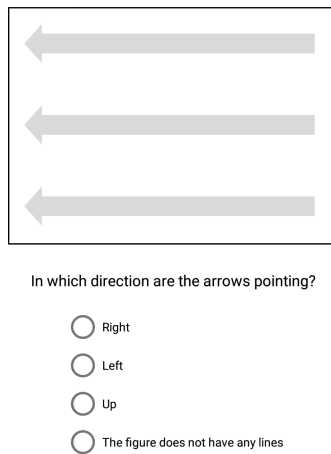 In which direction are the arrows pointing?
Right
Left
Up
The figure does not have any lines